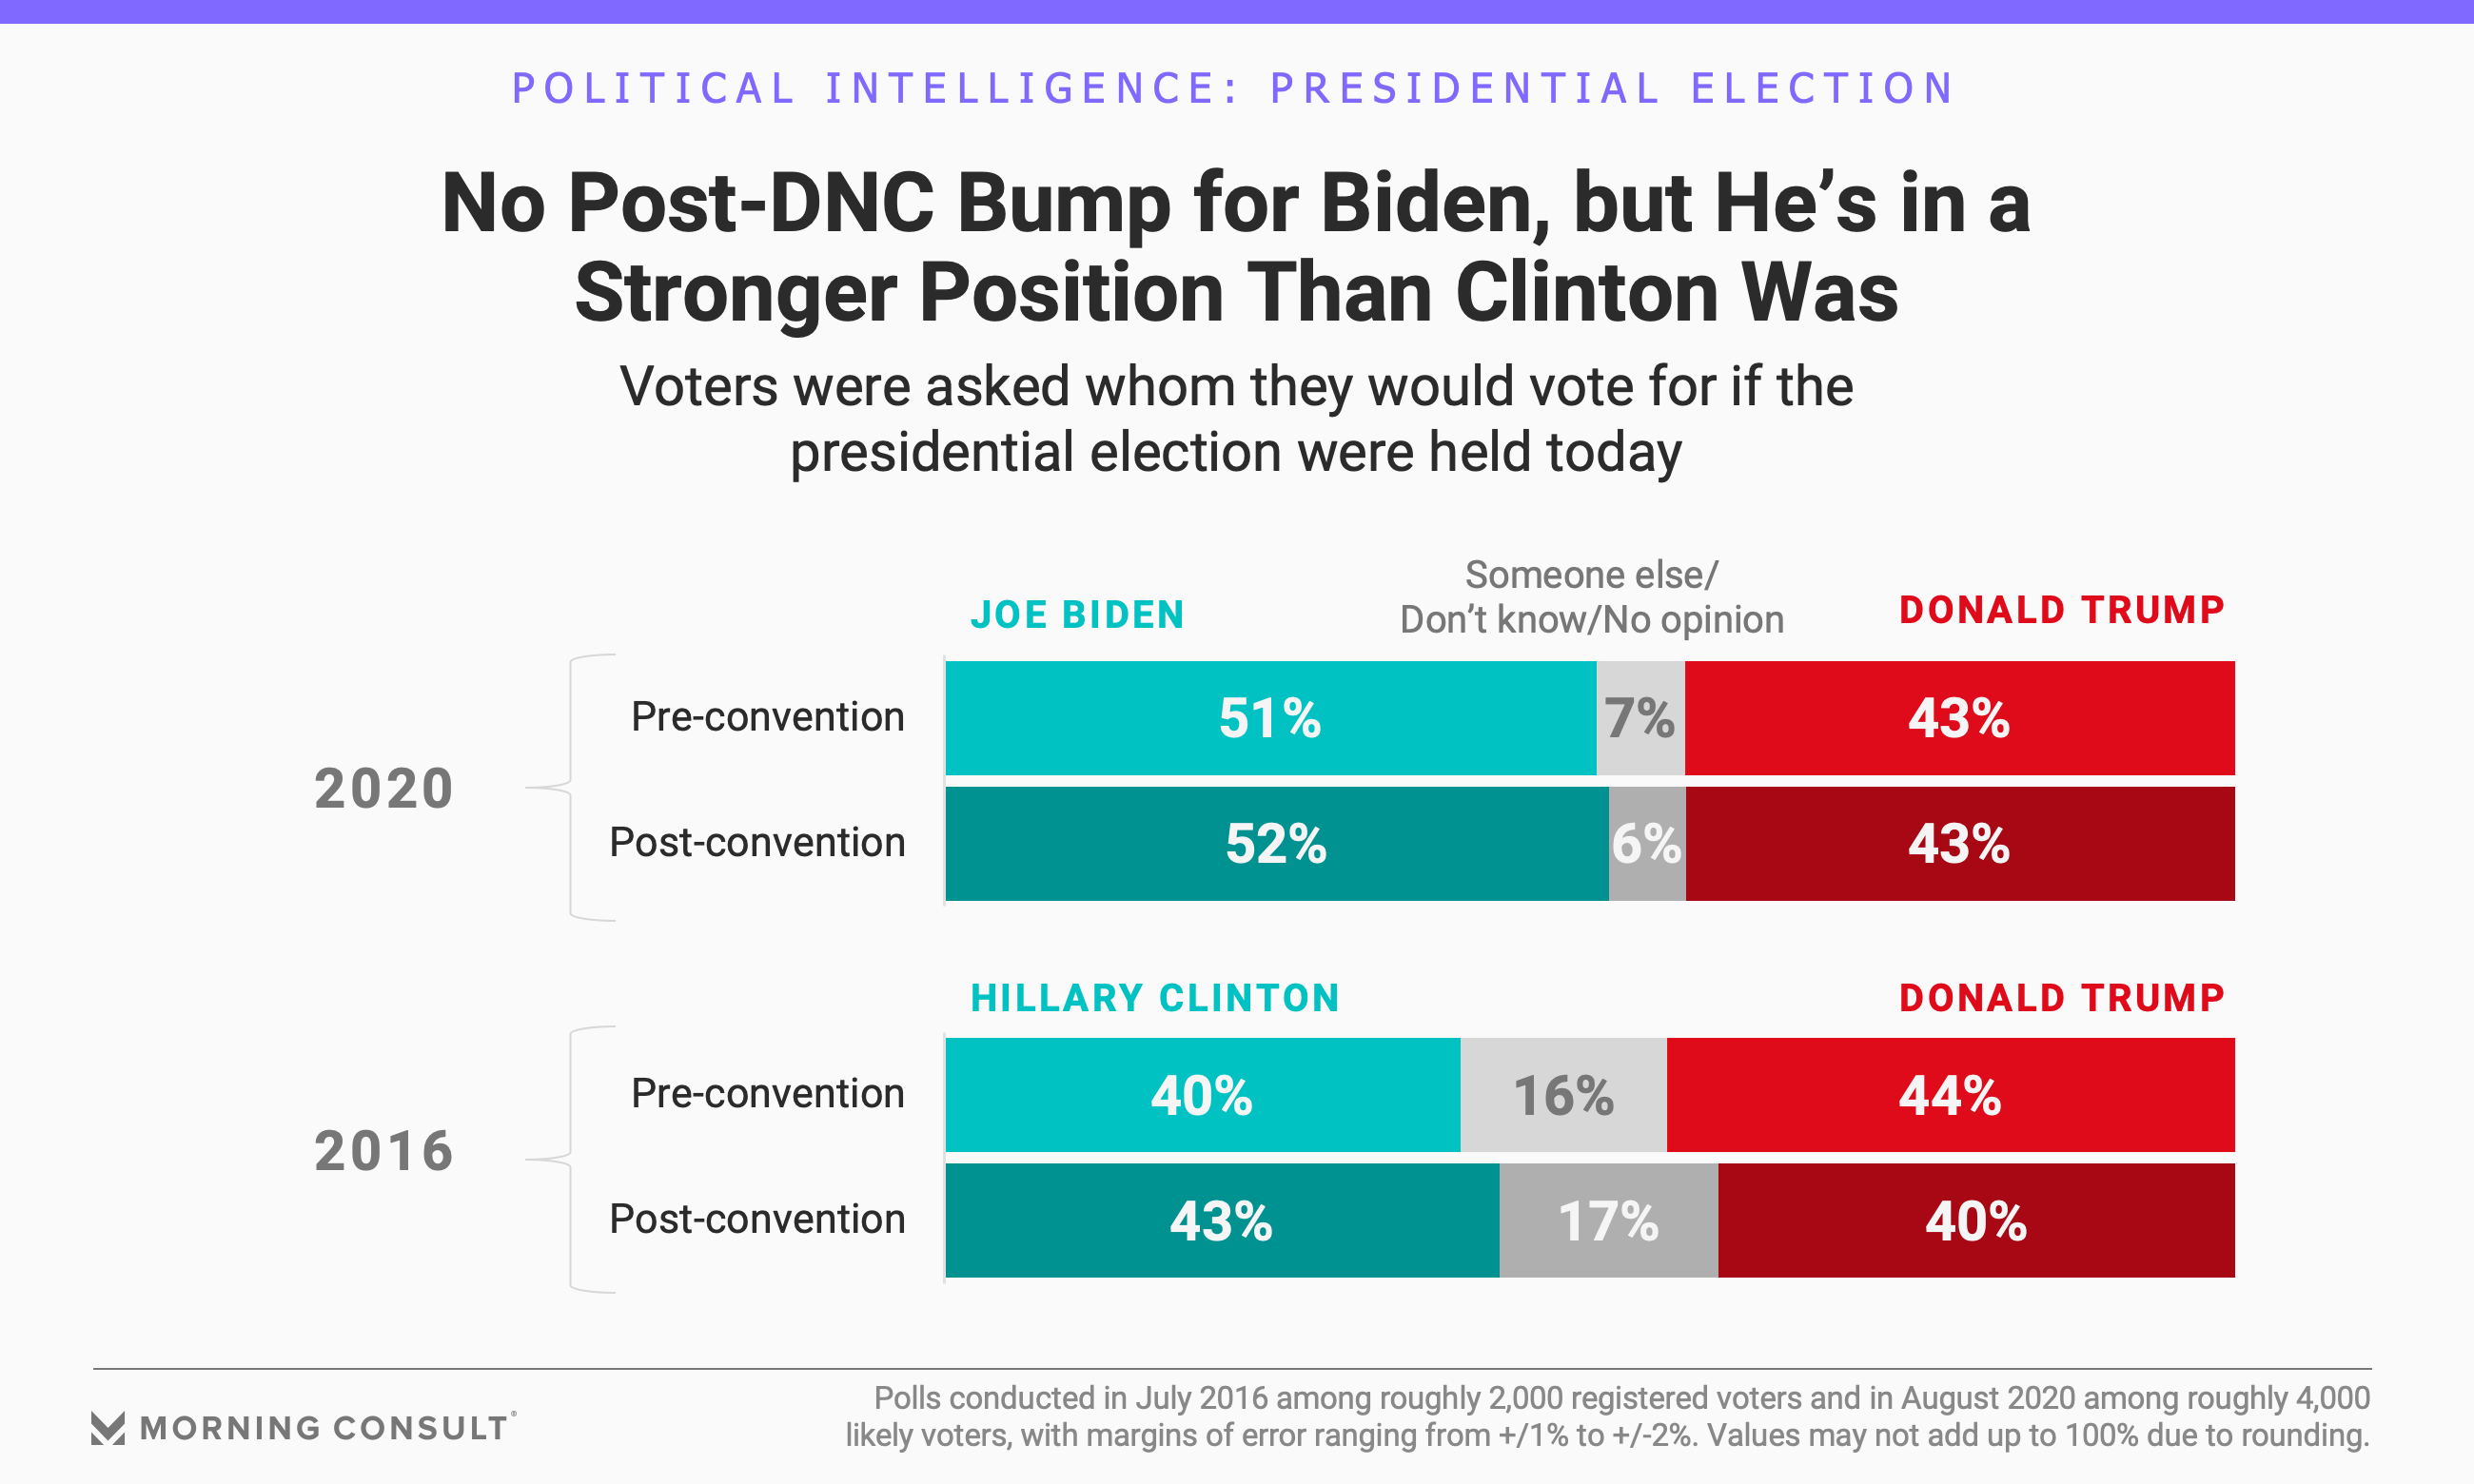 POLITICAL INTELLIGENCE: PRESIDENTIAL ELECTION
No Post-DNC Bump for Biden, but He’s in a
Stronger Position Than Clinton Was
Voters were asked whom they would vote for if the
presidential election were held today
Someone else/
JOE BIDEN Don’t know/No opinion DONALD TRUMP
2020
Pre-convention 51% 7% 43%
Post-convention 52% 6% 43%
HILLARY CLINTON DONALD TRUMP
2016
Pre-convention 40% 16% 44%
Post-convention 43% 17% 40%
MORNING CONSULT®
Polls conducted in July 2016 among roughly 2,000 registered voters and in August 2020 among roughly 4,000
likely voters, with margins of error ranging from +/1% to +/-2%. Values may not add up to 100% due to rounding.